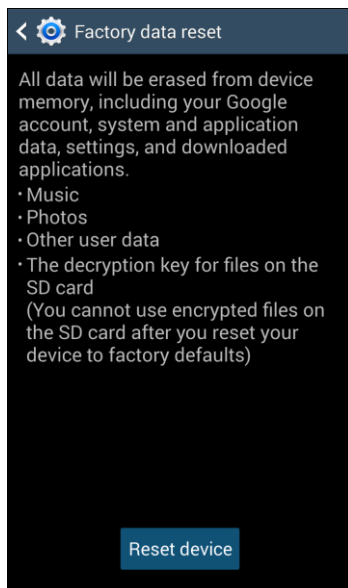 Factory data reset
All data will be erased from device
memory, including your Google
account, system and application
data, settings, and downloaded
applications.
· Music
· Photos
· Other user data
· The decryption key for files on the
SD card
(You cannot use encrypted files on
the SD card after you reset your
device to factory defaults)
Reset device